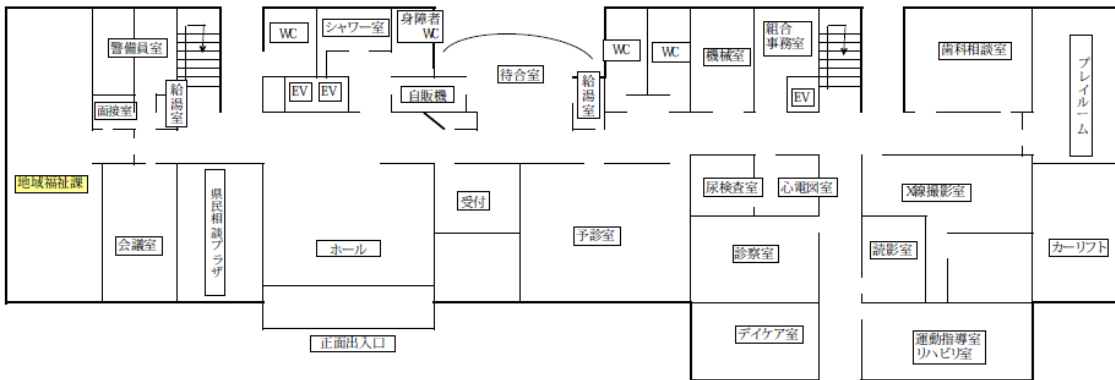 警備員室
WC
シャワー室
身障者
WC
待合室
WC
WC
機械室
組合
事務室
歯科相談室
プレイルーム
面接室
給湯室
EV
EV
自販機
給湯室
EV
地域福祉課
会議室
県民相談プラザ
ホール
受付
予診室
尿検査室
心電図室
X線撮影室
診察室
読影室
カーリフト
正面出入口
デイケア室
運動指導室
リハビリ室